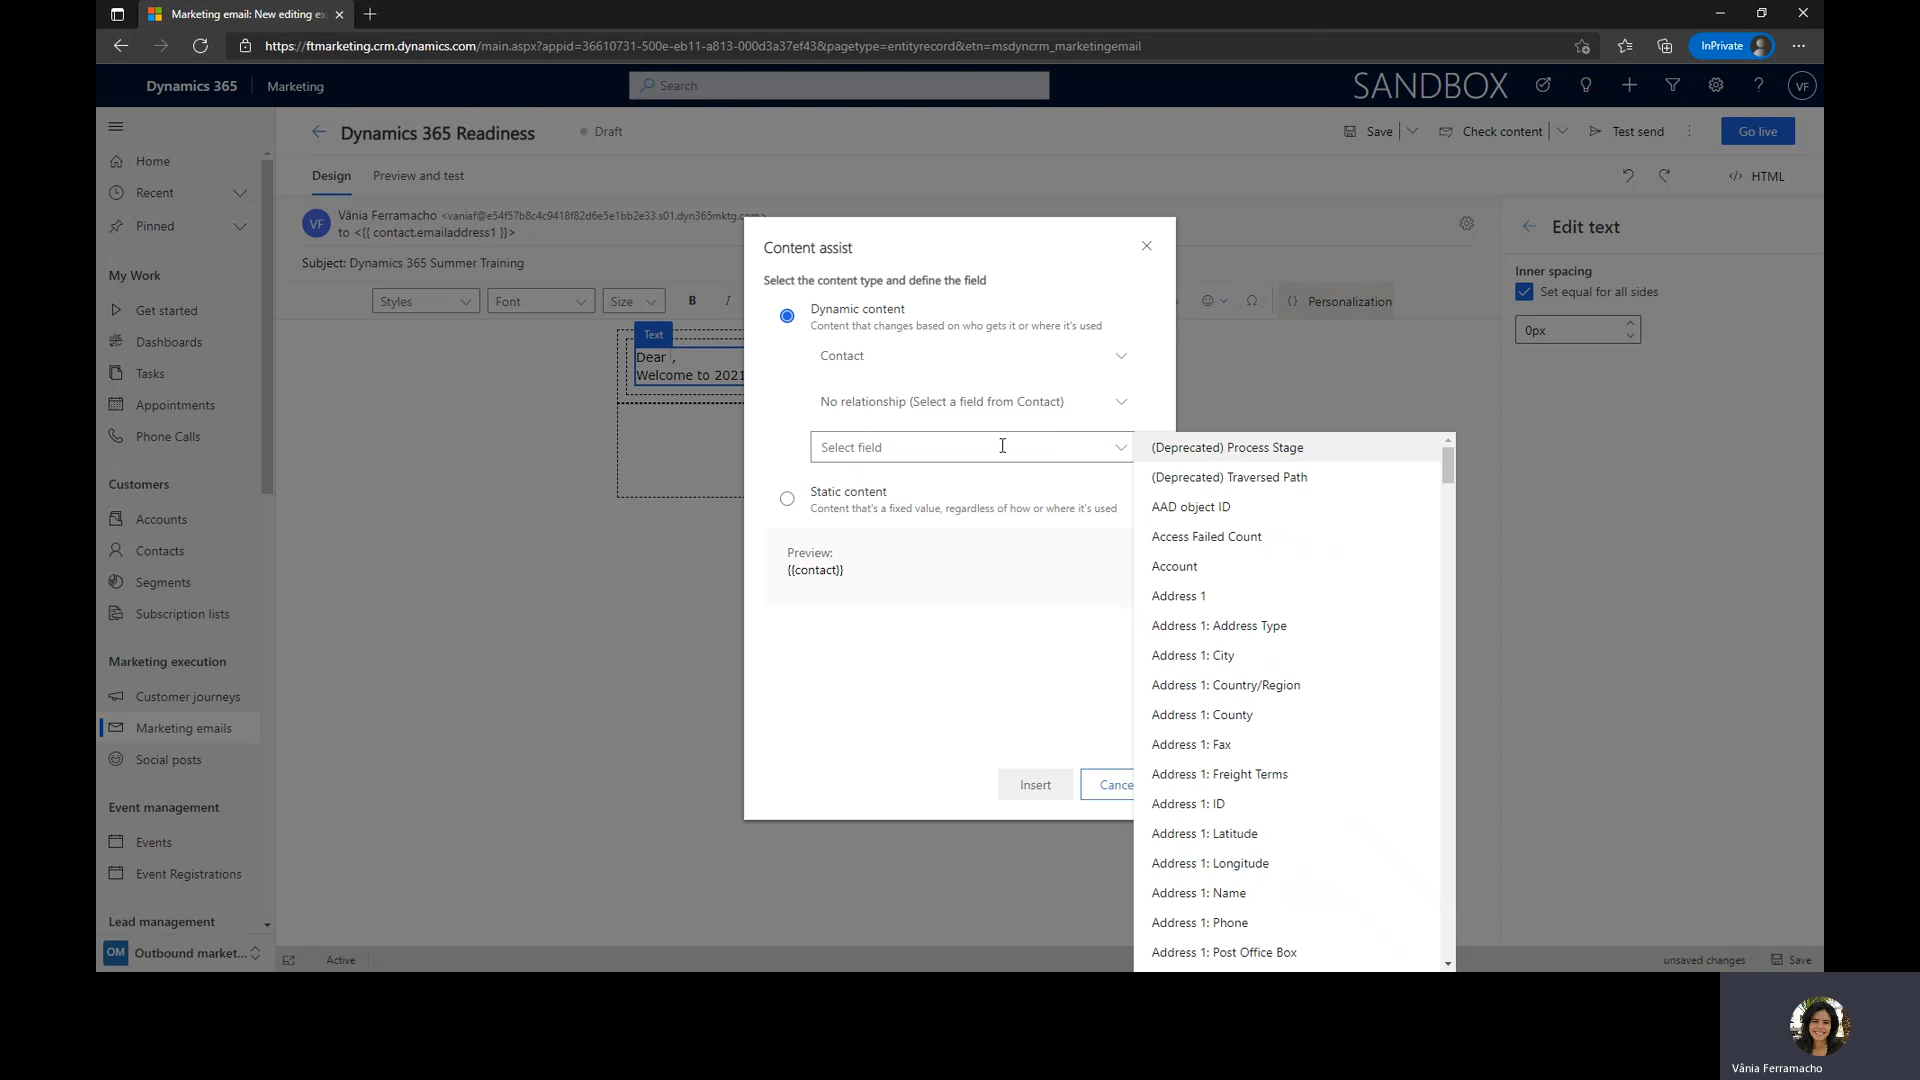 Marketing email: New editing ex
https://ftmarketing.crm.dynamics.com/main.aspx?appid=36610731-500e-eb11-a813-000d3a37ef43&pagetype=entityrecord&etn=msdyncrm_marketingemail
InPrivate
Dynamics 365
Marketing
Search
SANDBOX
VF
Dynamics 365 Readiness
Draft
Save
Check content
Test send
Go live
Home
Recent
Pinned
My Work
Get started
Dashboards
Tasks
Appointments
Phone Calls
Customers
Accounts
Contacts
Segments
Subscription lists
Marketing execution
Customer journeys
Marketing emails
Social posts
Event management
Events
Event Registrations
Lead management
OM
Outbound market...
Design
Preview and test
HTML
VF
Vânia Ferramacho <vaniaf@e54f57b8c4c9418f82d6e5e1bb2e33.s01.dyn365mktg.com>
to <{{ contact.emailaddress1 }}>
Subject: Dynamics 365 Summer Training
Styles
Font
Size
B
I
Personalization
Text
Dear ,
Welcome to 2021
Content assist
Select the content type and define the field
Dynamic content
Content that changes based on who gets it or where it's used
Contact
No relationship (Select a field from Contact)
Select field
Static content
Content that's a fixed value, regardless of how or where it's used
Preview:
{{contact}}
Insert
Cance
(Deprecated) Process Stage
(Deprecated) Traversed Path
AAD object ID
Access Failed Count
Account
Address 1
Address 1: Address Type
Address 1: City
Address 1: Country/Region
Address 1: County
Address 1: Fax
Address 1: Freight Terms
Address 1: ID
Address 1: Latitude
Address 1: Longitude
Address 1: Name
Address 1: Phone
Address 1: Post Office Box
Edit text
Inner spacing
Set equal for all sides
0px
Active
unsaved changes
Save
Vânia Ferramacho